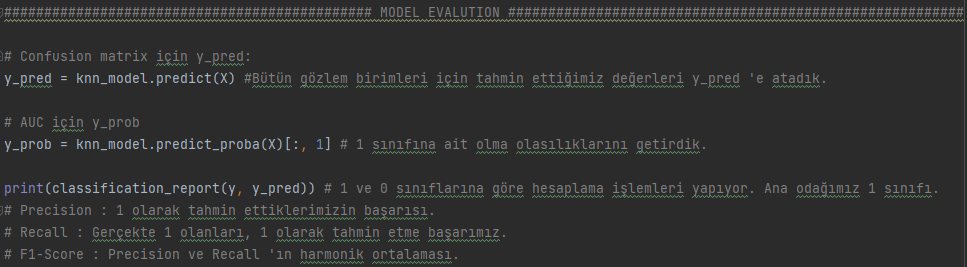 ############################################## MODEL EVALUTION #########################################################
# Confusion matrix için y_pred:
y_pred = knn_model.predict(X) #Bütün gözlem birimleri için tahmin ettiğimiz değerleri y_pred 'e atadık.
# AUC için y_prob
y_prob = knn_model.predict_proba(X)[:, 1] # 1 sınıfına ait olma olasılıklarını getirdik.
print(classification_report(y, y_pred)) # 1 ve 0 sınıflarına göre hesaplama işlemleri yapıyor. Ana odağımız 1 sınıfı.
# Precision : 1 olarak tahmin ettiklerimizin başarısı.
# Recall : Gerçekte 1 olanları, 1 olarak tahmin etme başarımız.
# F1-Score : Precision ve Recall 'ın harmonik ortalaması.